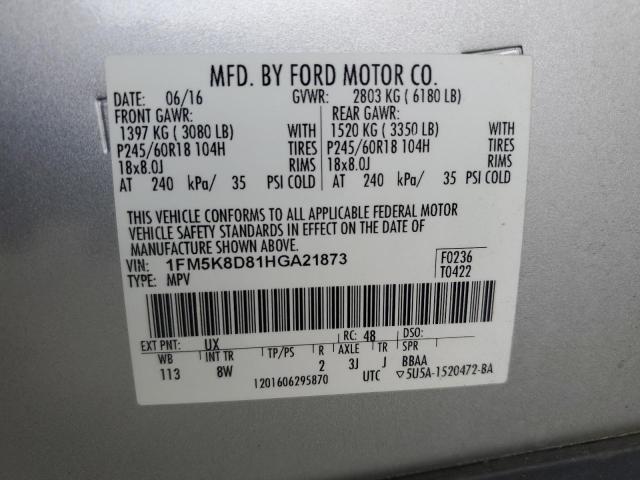 MFD. BY FORD MOTOR CO.
DATE: 06/16 GVWR: 2803 KG ( 6180 LB)
FRONT GAWR: REAR GAWR:
1397 KG ( 3080 LB) WITH 1520 KG ( 3350 LB) WITH
P245/60R18 104H TIRES P245/60R18 104H TIRES
18x8.0J RIMS 18x8.0J RIMS
AT 240 kPa/ 35 PSI COLD AT 240 kPa/ 35 PSI COLD
THIS VEHICLE CONFORMS TO ALL APPLICABLE FEDERAL MOTOR
VEHICLE SAFETY STANDARDS IN EFFECT ON THE DATE OF
MANUFACTURE SHOWN ABOVE.
VIN: 1FM5K8D81HGA21873 F0236
TYPE: MPV T0422
EXT PNT: UX RC: 48 DSO:
WB INT TR TP/PS R AXLE TR SPR
113 8W 2 3J J BBAA
1201606295870 UTC ▽5U5A-1520472-BA